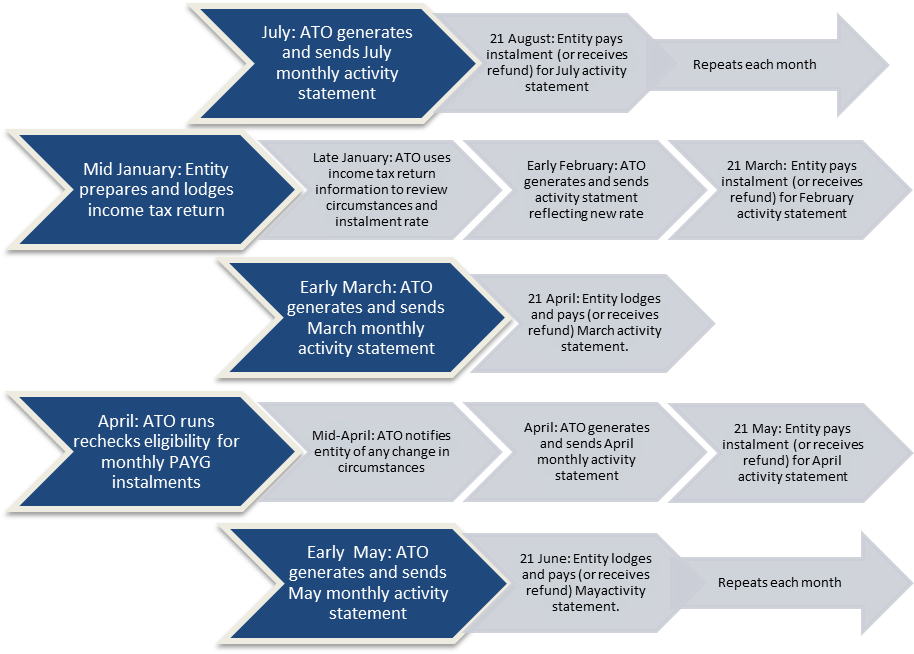 July: ATO generates
and sends July
monthly activity
statement
21 August: Entity pays
instalment (or receives
refund) for July activity
statement
Repeats each month
Mid January: Entity
prepares and lodges
income tax return
Late January: ATO uses
income tax return
information to review
circumstances and
instalment rate
Early February: ATO
generates and sends
activity statment
reflecting new rate
21 March: Entity pays
instalment (or receives
refund) for February
activity statement
Early March: ATO
generates and sends
March monthly
activity statement
21 April: Entity lodges
and pays (or receives
refund) March activity
statement.
April: ATO runs
rechecks eligibility for
monthly PAYG
instalments
Mid-April: ATO notifies
entity of any change in
circumstances
April: ATO generates
and sends April
monthly activity
statement
21 May: Entity pays
instalment (or receives
refund) for April
activity statement
Early  May: ATO
generates and sends
May monthly activity
statement
21 June: Entity lodges
and pays (or receives
refund) Mayactivity
statement.
Repeats each month